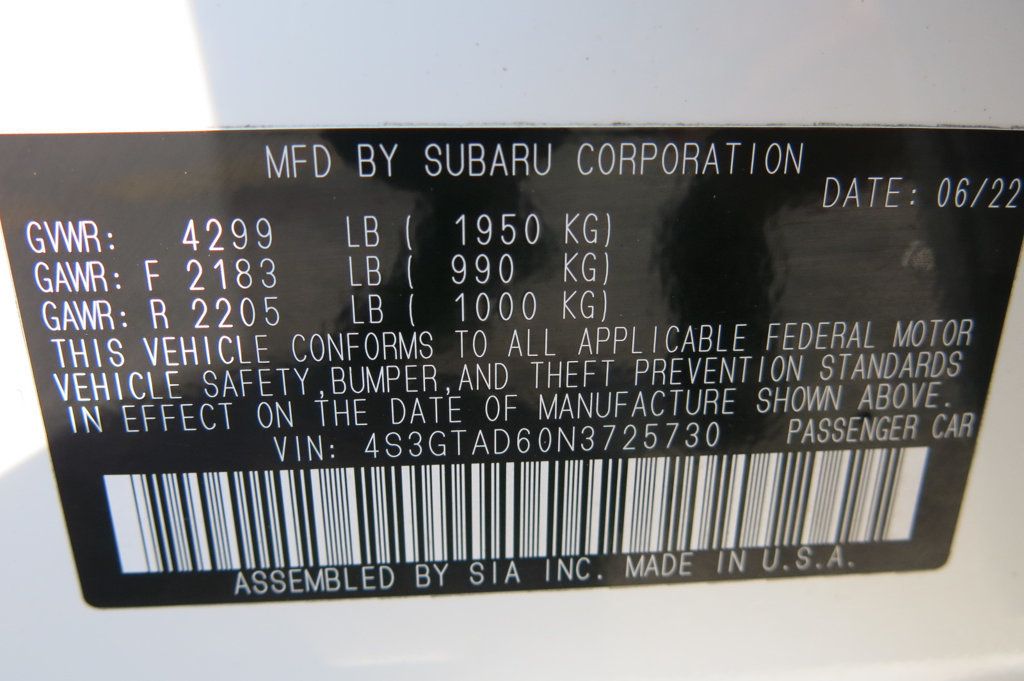 MFD BY SUBARU CORPORATION
DATE: 06/22
GVWR: 4299 LB ( 1950 KG)
GAWR: F 2183 LB ( 990 KG)
GAWR: R 2205 LB ( 1000 KG)
THIS VEHICLE CONFORMS TO ALL APPLICABLE FEDERAL MOTOR
VEHICLE SAFETY,BUMPER,AND THEFT PREVENTION STANDARDS
IN EFFECT ON THE DATE OF MANUFACTURE SHOWN ABOVE.
VIN: 4S3GTAD60N3725730 PASSENGER CAR
ASSEMBLED BY SIA INC. MADE IN U.S.A.